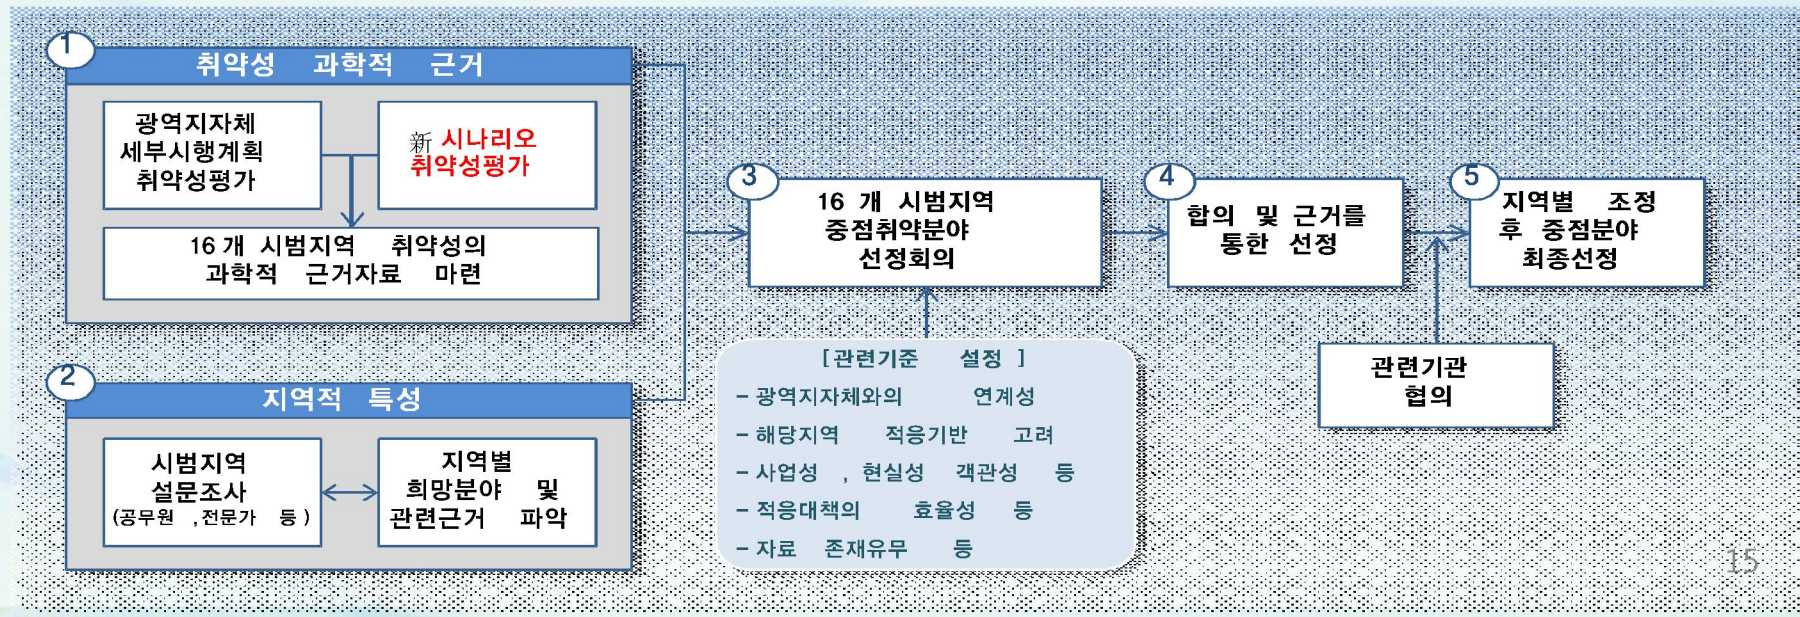 1
취약성 과학적 근거
광역지자체
세부시행계획
취약성평가
新 시나리오
취약성평가
16개 시범지역 취약성의
과학적 근거자료 마련
2
지역적 특성
시범지역
설문조사
(공무원 ,전문가 등)
지역별
희망분야 및
관련근거 파악
3
16 개 시범지역
중점취약분야
선정회의
[관련기준 설정 ]
– 광역지자체와의 연계성
– 해당지역 적응기반 고려
– 사업성 , 현실성 객관성 등
– 적응대책의 효율성 등
– 자료 존재유무 등
4
합의 및 근거를
통한 선정
5
지역별 조정
후 중점분야
최종선정
관련기관
협의
15